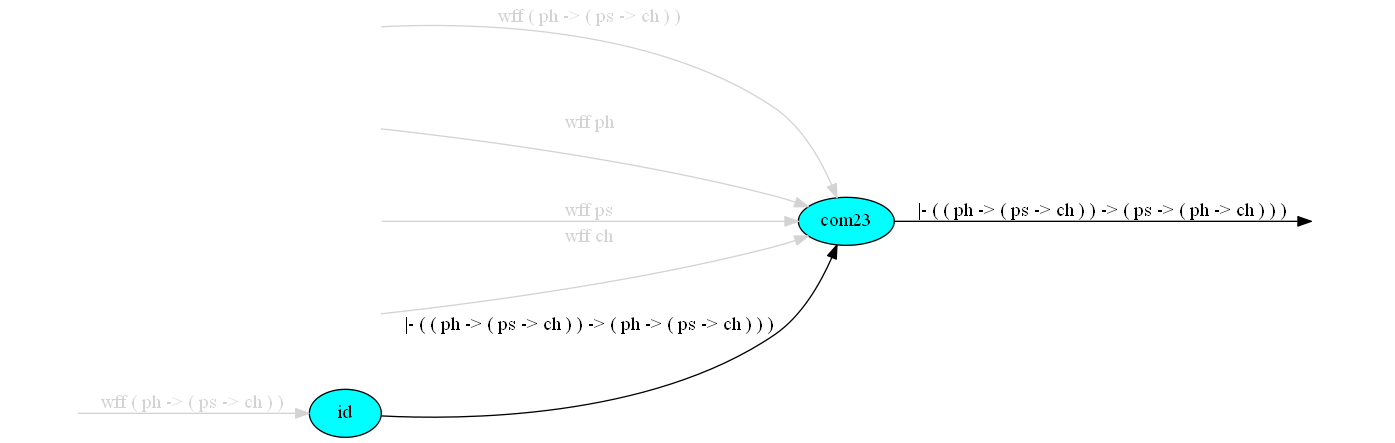 wff ( ph -> ( ps -> ch ) )
wff ph
wff ps
com23
|- ( ( ph -> ( ps -> ch ) ) -> ( ps -> ( ph -> ch ) ) )
wff ch
|- ( ( ph -> ( ps -> ch ) ) -> ( ph -> ( ps -> ch ) ) )
wff ( ph -> ( ps -> ch ) )
id